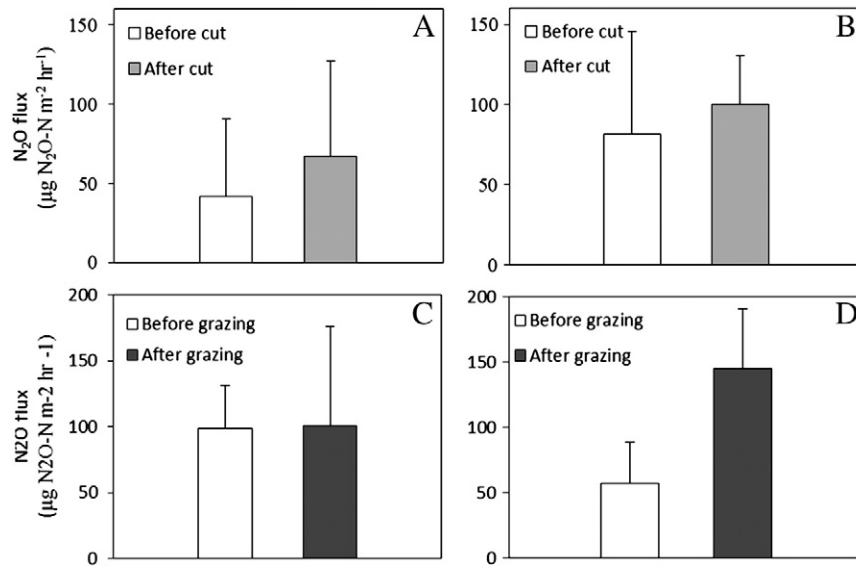 A
150
100
50
0
N₂O flux
(µg N₂O-N m⁻² hr⁻¹)
Before cut
After cut
B
150
100
50
0
Before cut
After cut
C
200
150
100
50
0
N2O flux
(µg N2O-N m-2 hr -1)
Before grazing
After grazing
D
200
150
100
50
0
Before grazing
After grazing